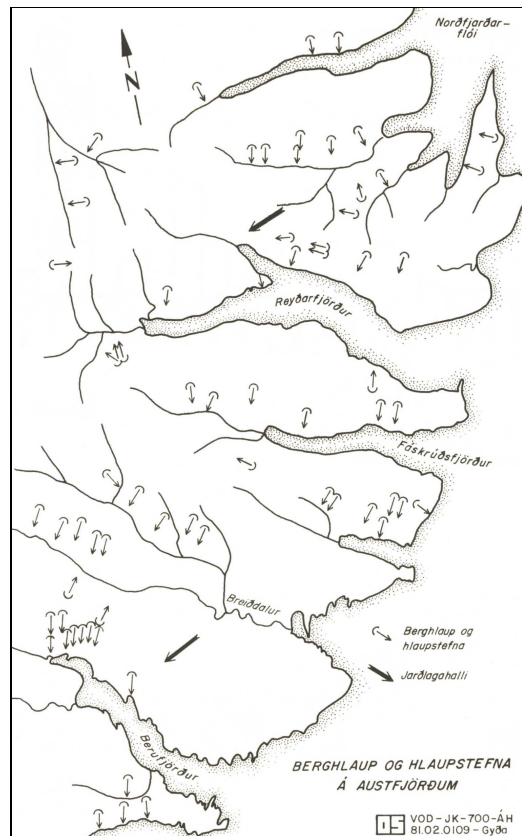 Norðfjarðar-
flói
N
Reyðarfjörður
Fáskrúðsfjörður
Breiðdalur
Berghlaup og
hlaupstefna
Jarðlagahalli
Berufjörður
BERGHLAUP OG HLAUPSTEFNA
Á AUSTFJÖRÐUM
OS VOD-JK-700-ÁH
81.02.0109-Gyða